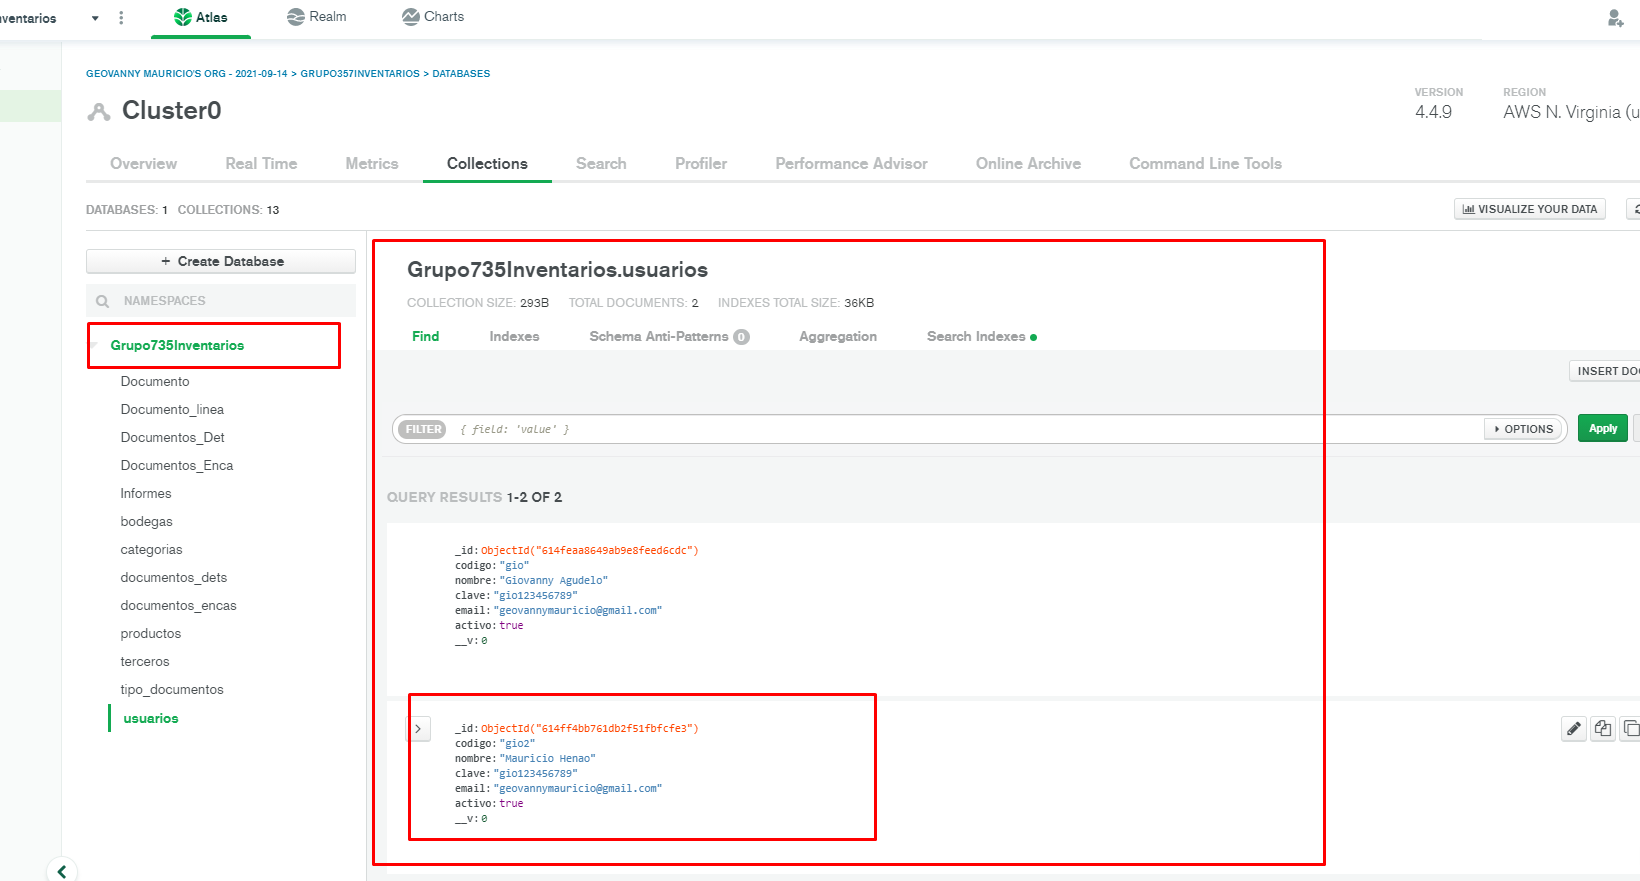 nventarios
Atlas
Realm
Charts
GEOVANNY MAURICIO'S ORG - 2021-09-14 > GRUPO357INVENTARIOS > DATABASES
Cluster0
VERSION
4.4.9
REGION
AWS N. Virginia (u
Overview
Real Time
Metrics
Collections
Search
Profiler
Performance Advisor
Online Archive
Command Line Tools
DATABASES: 1 COLLECTIONS: 13
VISUALIZE YOUR DATA
+ Create Database
NAMESPACES
Grupo735Inventarios
Documento
Documento_linea
Documentos_Det
Documentos_Enca
Informes
bodegas
categorias
documentos_dets
documentos_encas
productos
terceros
tipo_documentos
usuarios
Grupo735Inventarios.usuarios
COLLECTION SIZE: 293B TOTAL DOCUMENTS: 2 INDEXES TOTAL SIZE: 36KB
Find
Indexes
Schema Anti-Patterns 0
Aggregation
Search Indexes
INSERT DO
FILTER { field: 'value' }
OPTIONS
Apply
QUERY RESULTS 1-2 OF 2
_id: ObjectId("614feaa8649ab9e8feed6cdc")
codigo: "gio"
nombre: "Giovanny Agudelo"
clave: "gio123456789"
email: "geovannymauricio@gmail.com"
activo: true
__v: 0
_id: ObjectId("614ff4bb761db2f51fbfcfe3")
codigo: "gio2"
nombre: "Mauricio Henao"
clave: "gio123456789"
email: "geovannymauricio@gmail.com"
activo: true
__v: 0